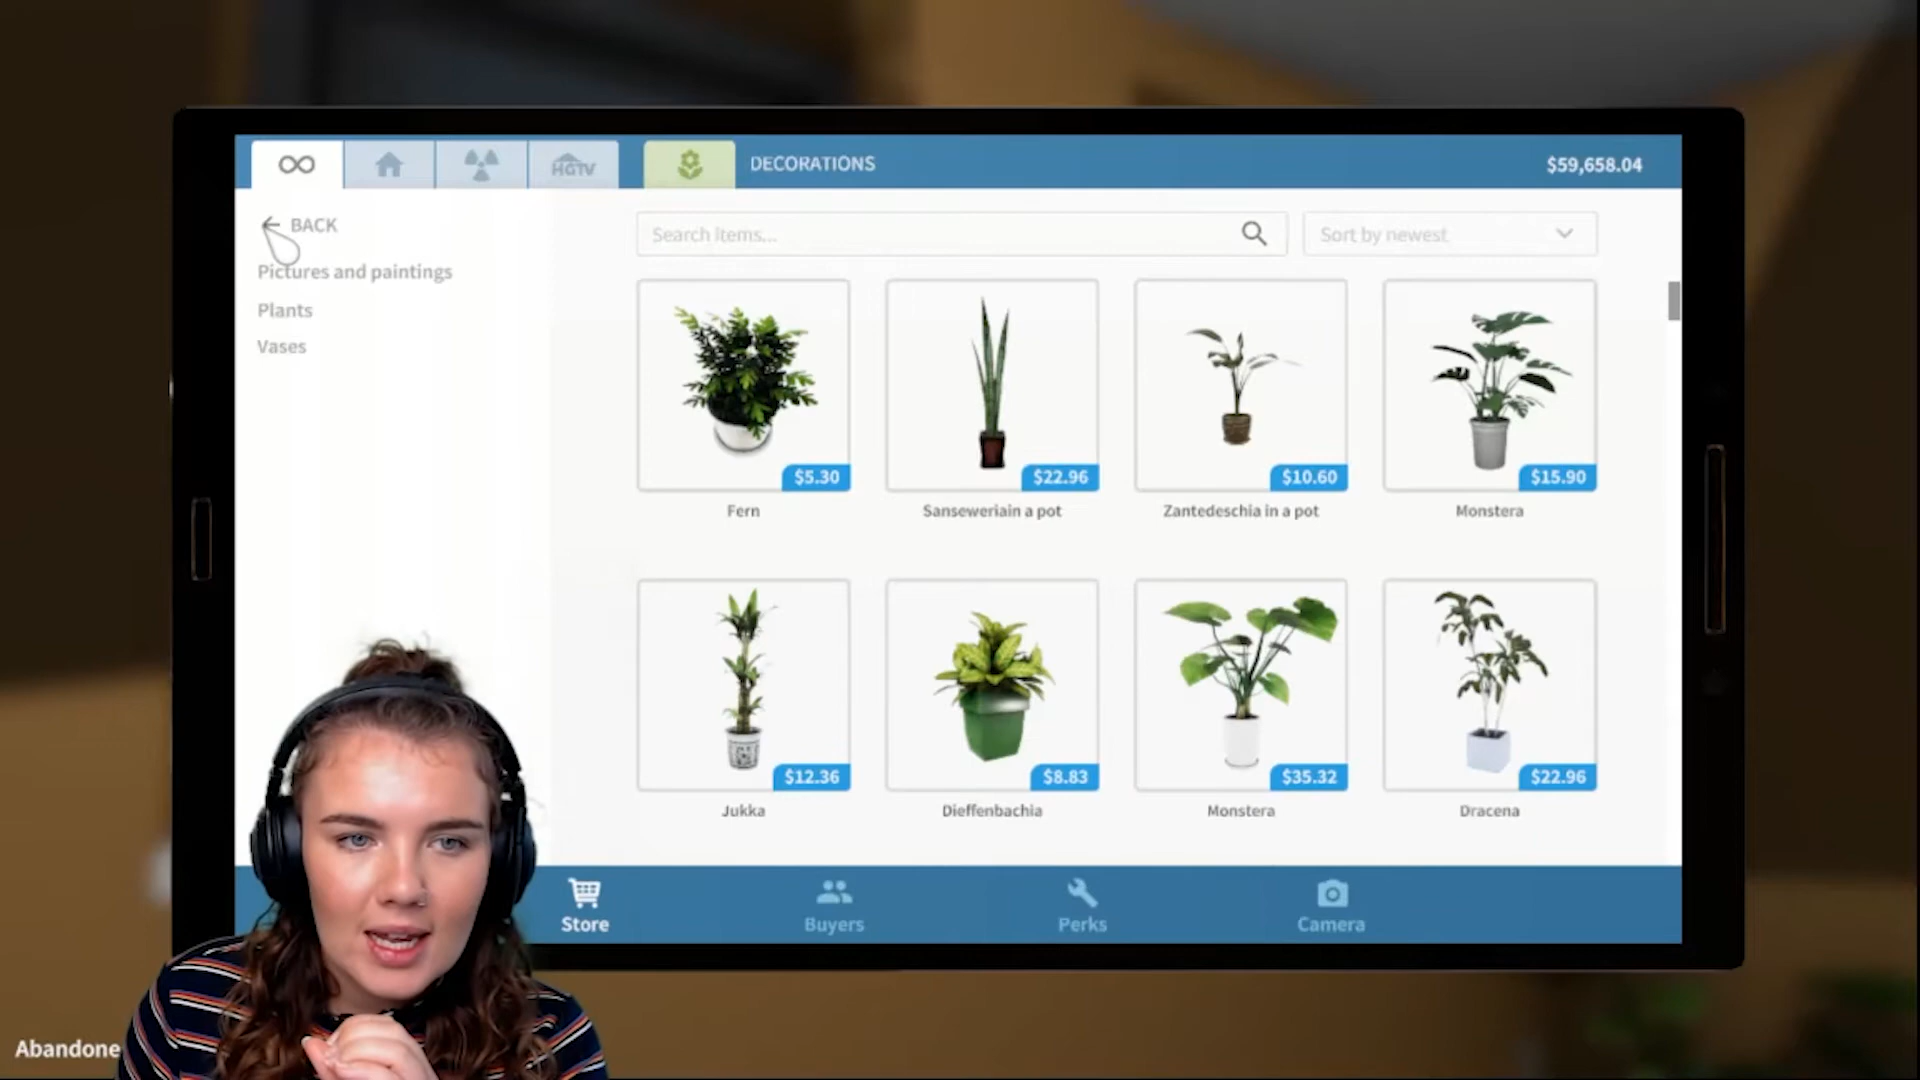 HGTV
DECORATIONS
$59,658.04
BACK
Pictures and paintings
Plants
Vases
Search Items...
Sort by newest
$5.30
$22.96
$10.60
$15.90
Fern
Sanseweriain a pot
Zantedeschia in a pot
Monstera
$12.36
$8.83
$35.32
$22.96
Jukka
Dieffenbachia
Monstera
Dracena
Store
Buyers
Perks
Camera
Abandone